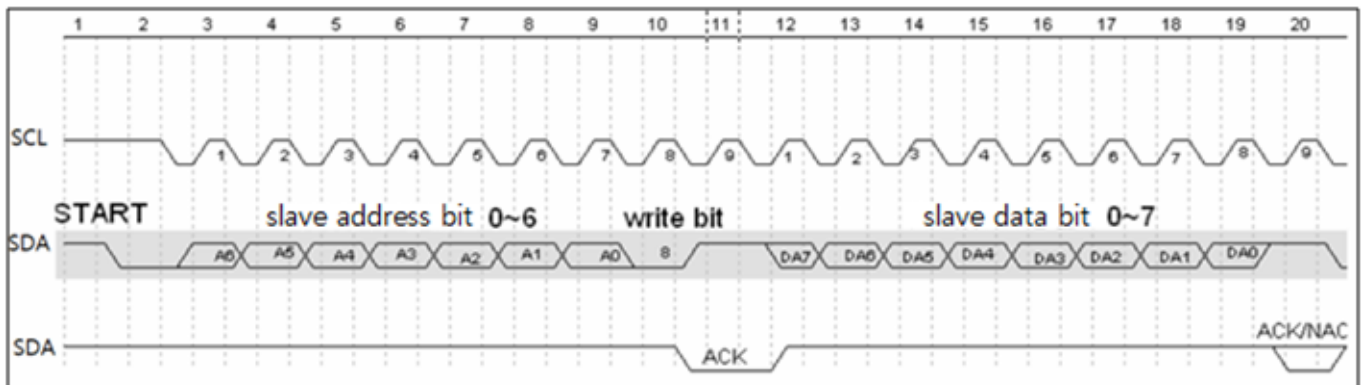 1 2 3 4 5 6 7 8 9 10 11 12 13 14 15 16 17 18 19 20
SCL
1 2 3 4 5 6 7 8 9 1 2 3 4 5 6 7 8 9
START slave address bit 0~6 write bit slave data bit 0~7
SDA
A6 A5 A4 A3 A2 A1 A0 8 DA7 DA6 DA5 DA4 DA3 DA2 DA1 DA0
ACK/NAC
SDA
ACK